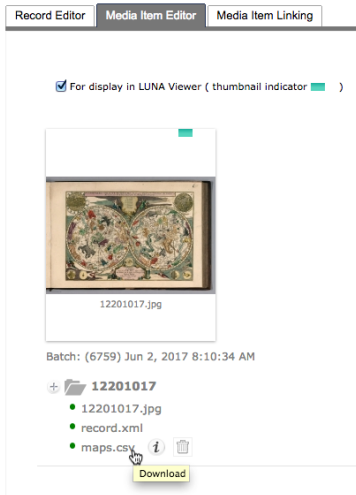 Record Editor Media Item Editor Media Item Linking
For display in LUNA Viewer ( thumbnail indicator )
12201017.jpg
Batch: (6759) Jun 2, 2017 8:10:34 AM
12201017
12201017.jpg
record.xml
maps.csv
Download